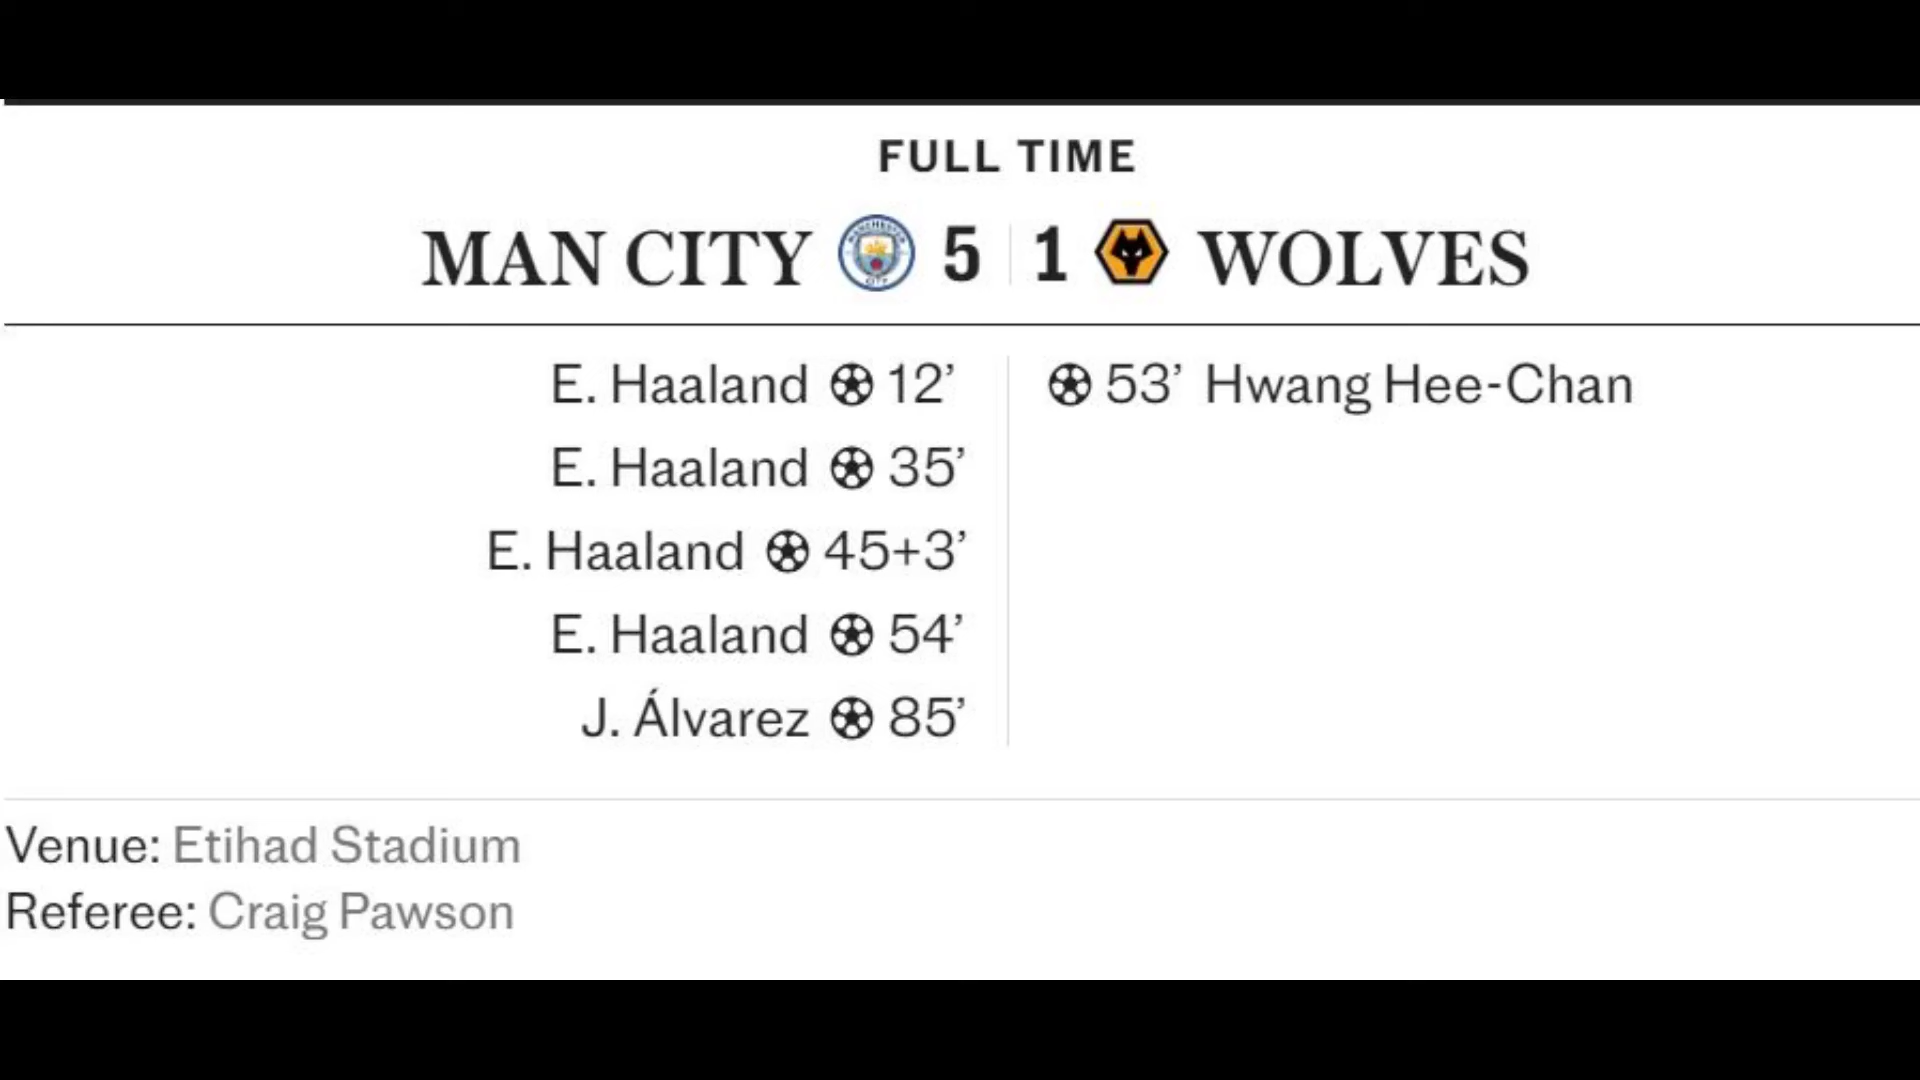 FULL TIME
MAN CITY 5 1 WOLVES
E. Haaland 12’
53’ Hwang Hee-Chan
E. Haaland 35’
E. Haaland 45+3’
E. Haaland 54’
J. Álvarez 85’
Venue: Etihad Stadium
Referee: Craig Pawson